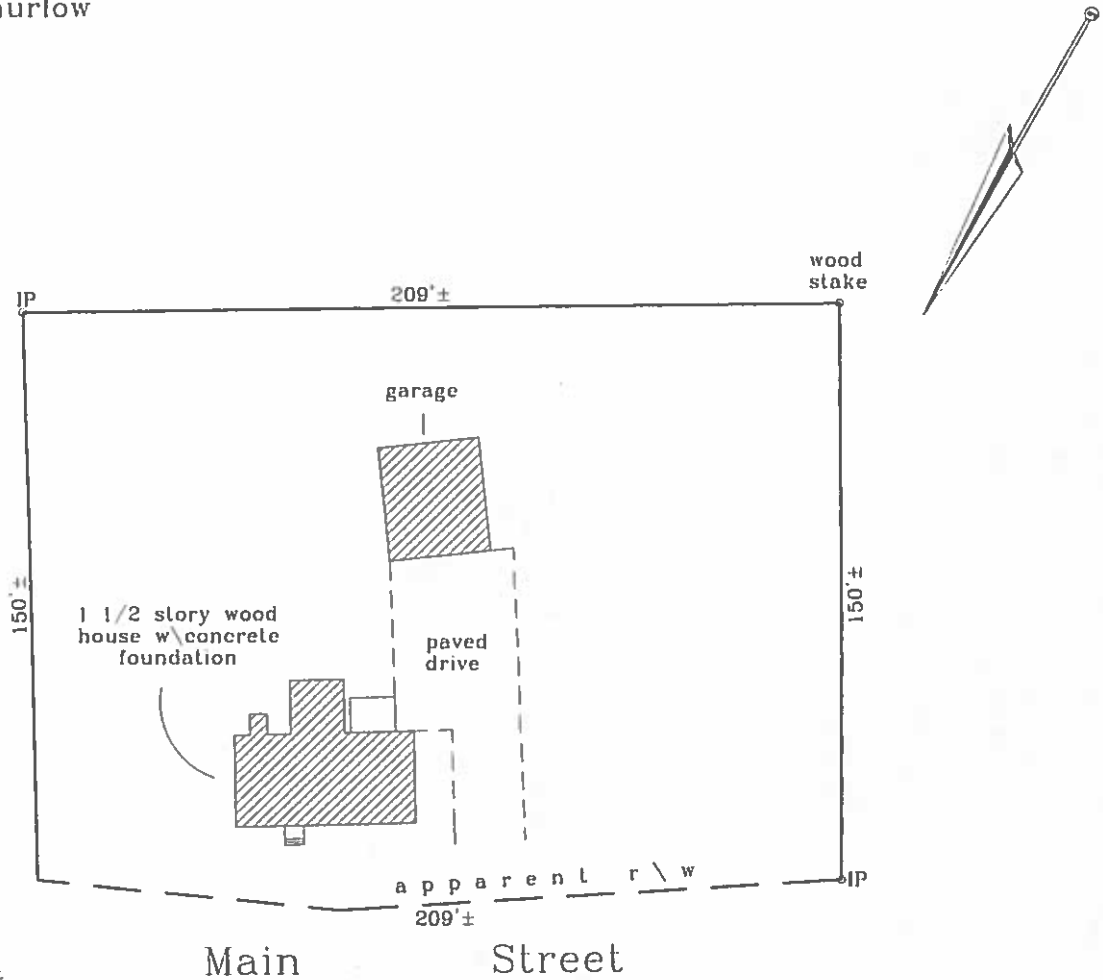 wood
stake
IP
209'±
garage
150'±
1 1/2 story wood
house w\concrete
foundation
paved
drive
150'±
apparent r\w
IP
209'±
Main Street